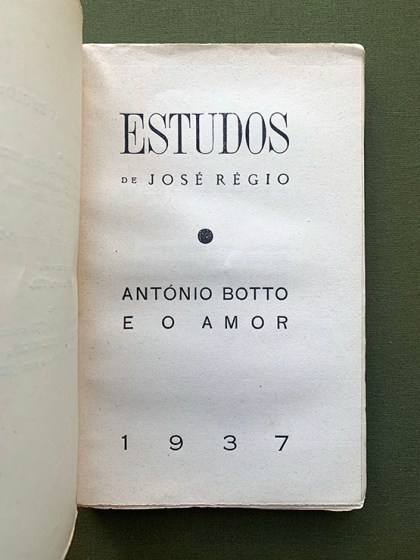 ESTUDOS
DE JOSÉ RÉGIO
ANTÓNIO BOTTO
E O AMOR
1937